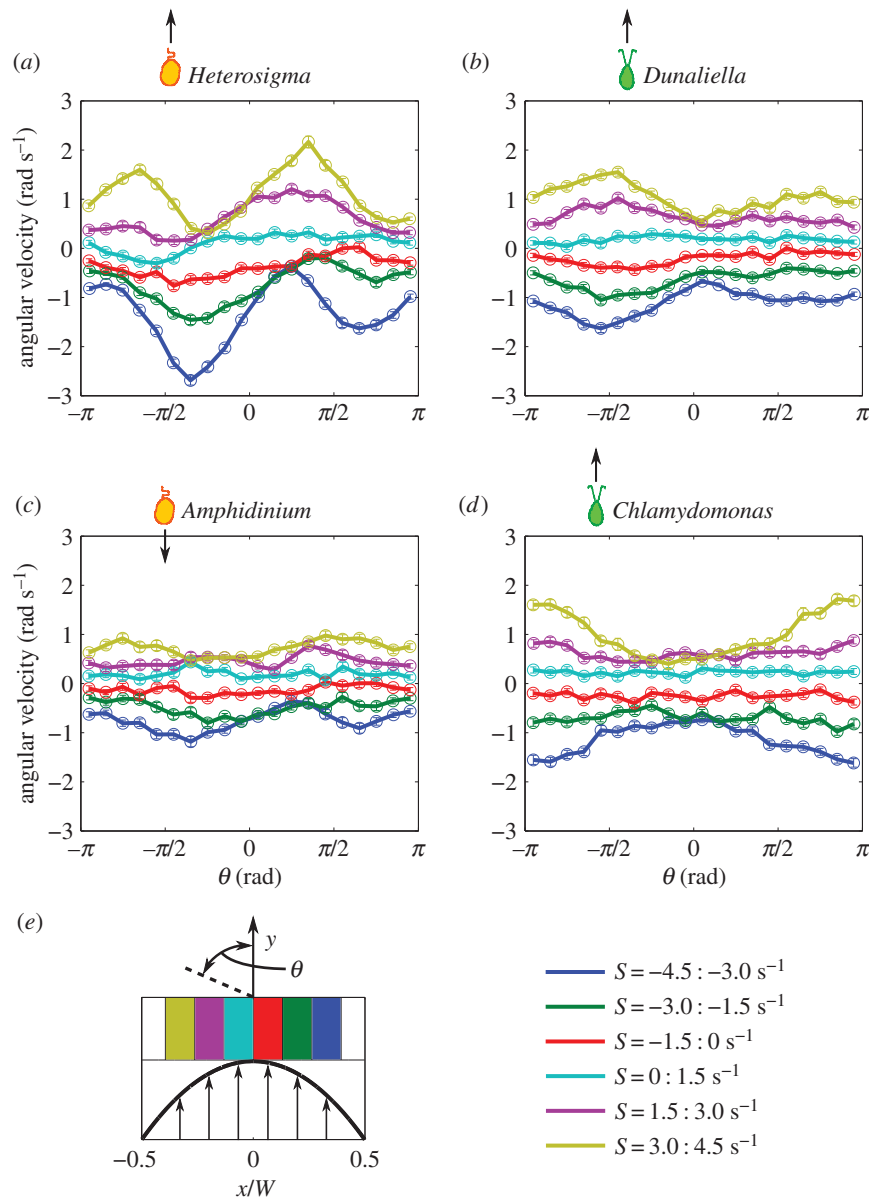 (a) Heterosigma
(b) Dunaliella
angular velocity (rad s⁻¹)
3
2
1
0
−1
−2
−3
−π
−π/2
0
π/2
π
3
2
1
0
−1
−2
−3
−π
−π/2
0
π/2
π
(c) Amphidinium
(d) Chlamydomonas
angular velocity (rad s⁻¹)
3
2
1
0
−1
−2
−3
−π
−π/2
0
π/2
π
θ (rad)
3
2
1
0
−1
−2
−3
−π
−π/2
0
π/2
π
θ (rad)
(e)
y
θ
−0.5
0
0.5
x/W
S = −4.5 : −3.0 s⁻¹
S = −3.0 : −1.5 s⁻¹
S = −1.5 : 0 s⁻¹
S = 0 : 1.5 s⁻¹
S = 1.5 : 3.0 s⁻¹
S = 3.0 : 4.5 s⁻¹